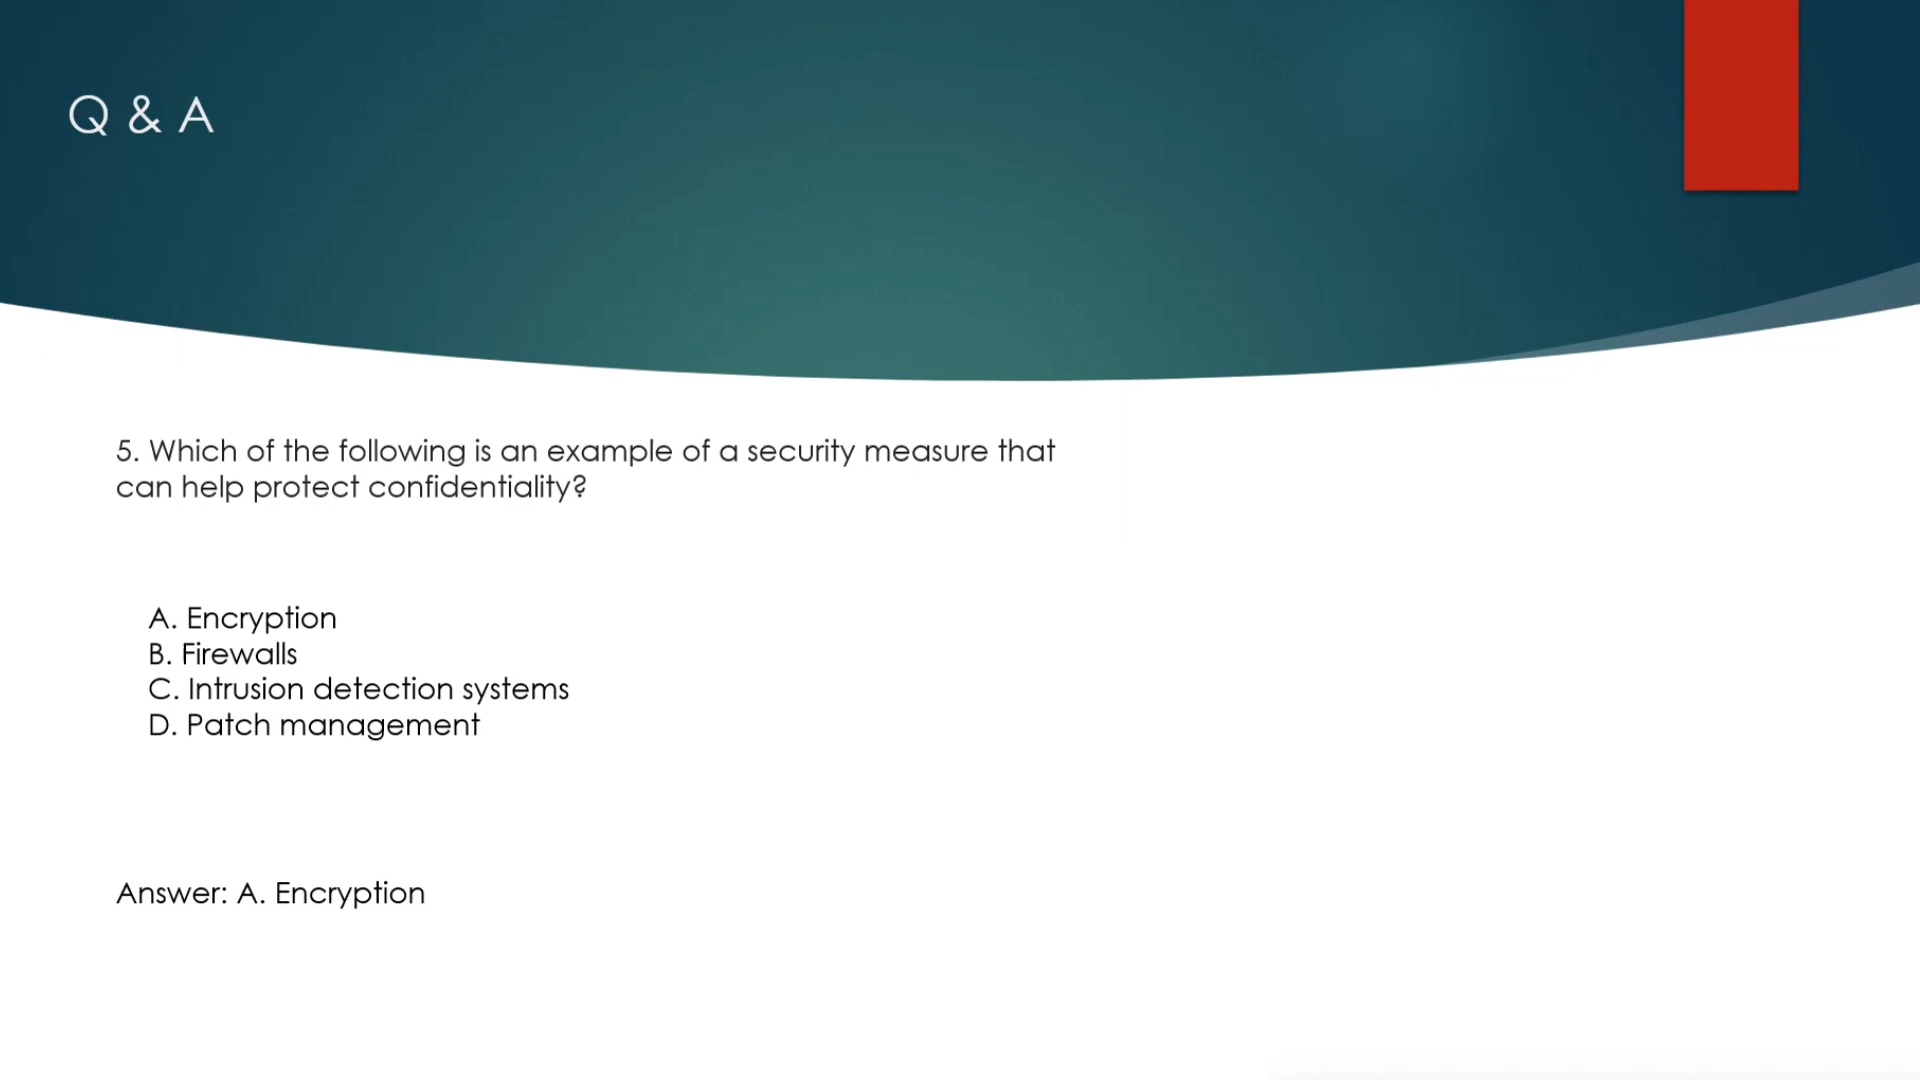 Q & A
5. Which of the following is an example of a security measure that
can help protect confidentiality?
A. Encryption
B. Firewalls
C. Intrusion detection systems
D. Patch management
Answer: A. Encryption